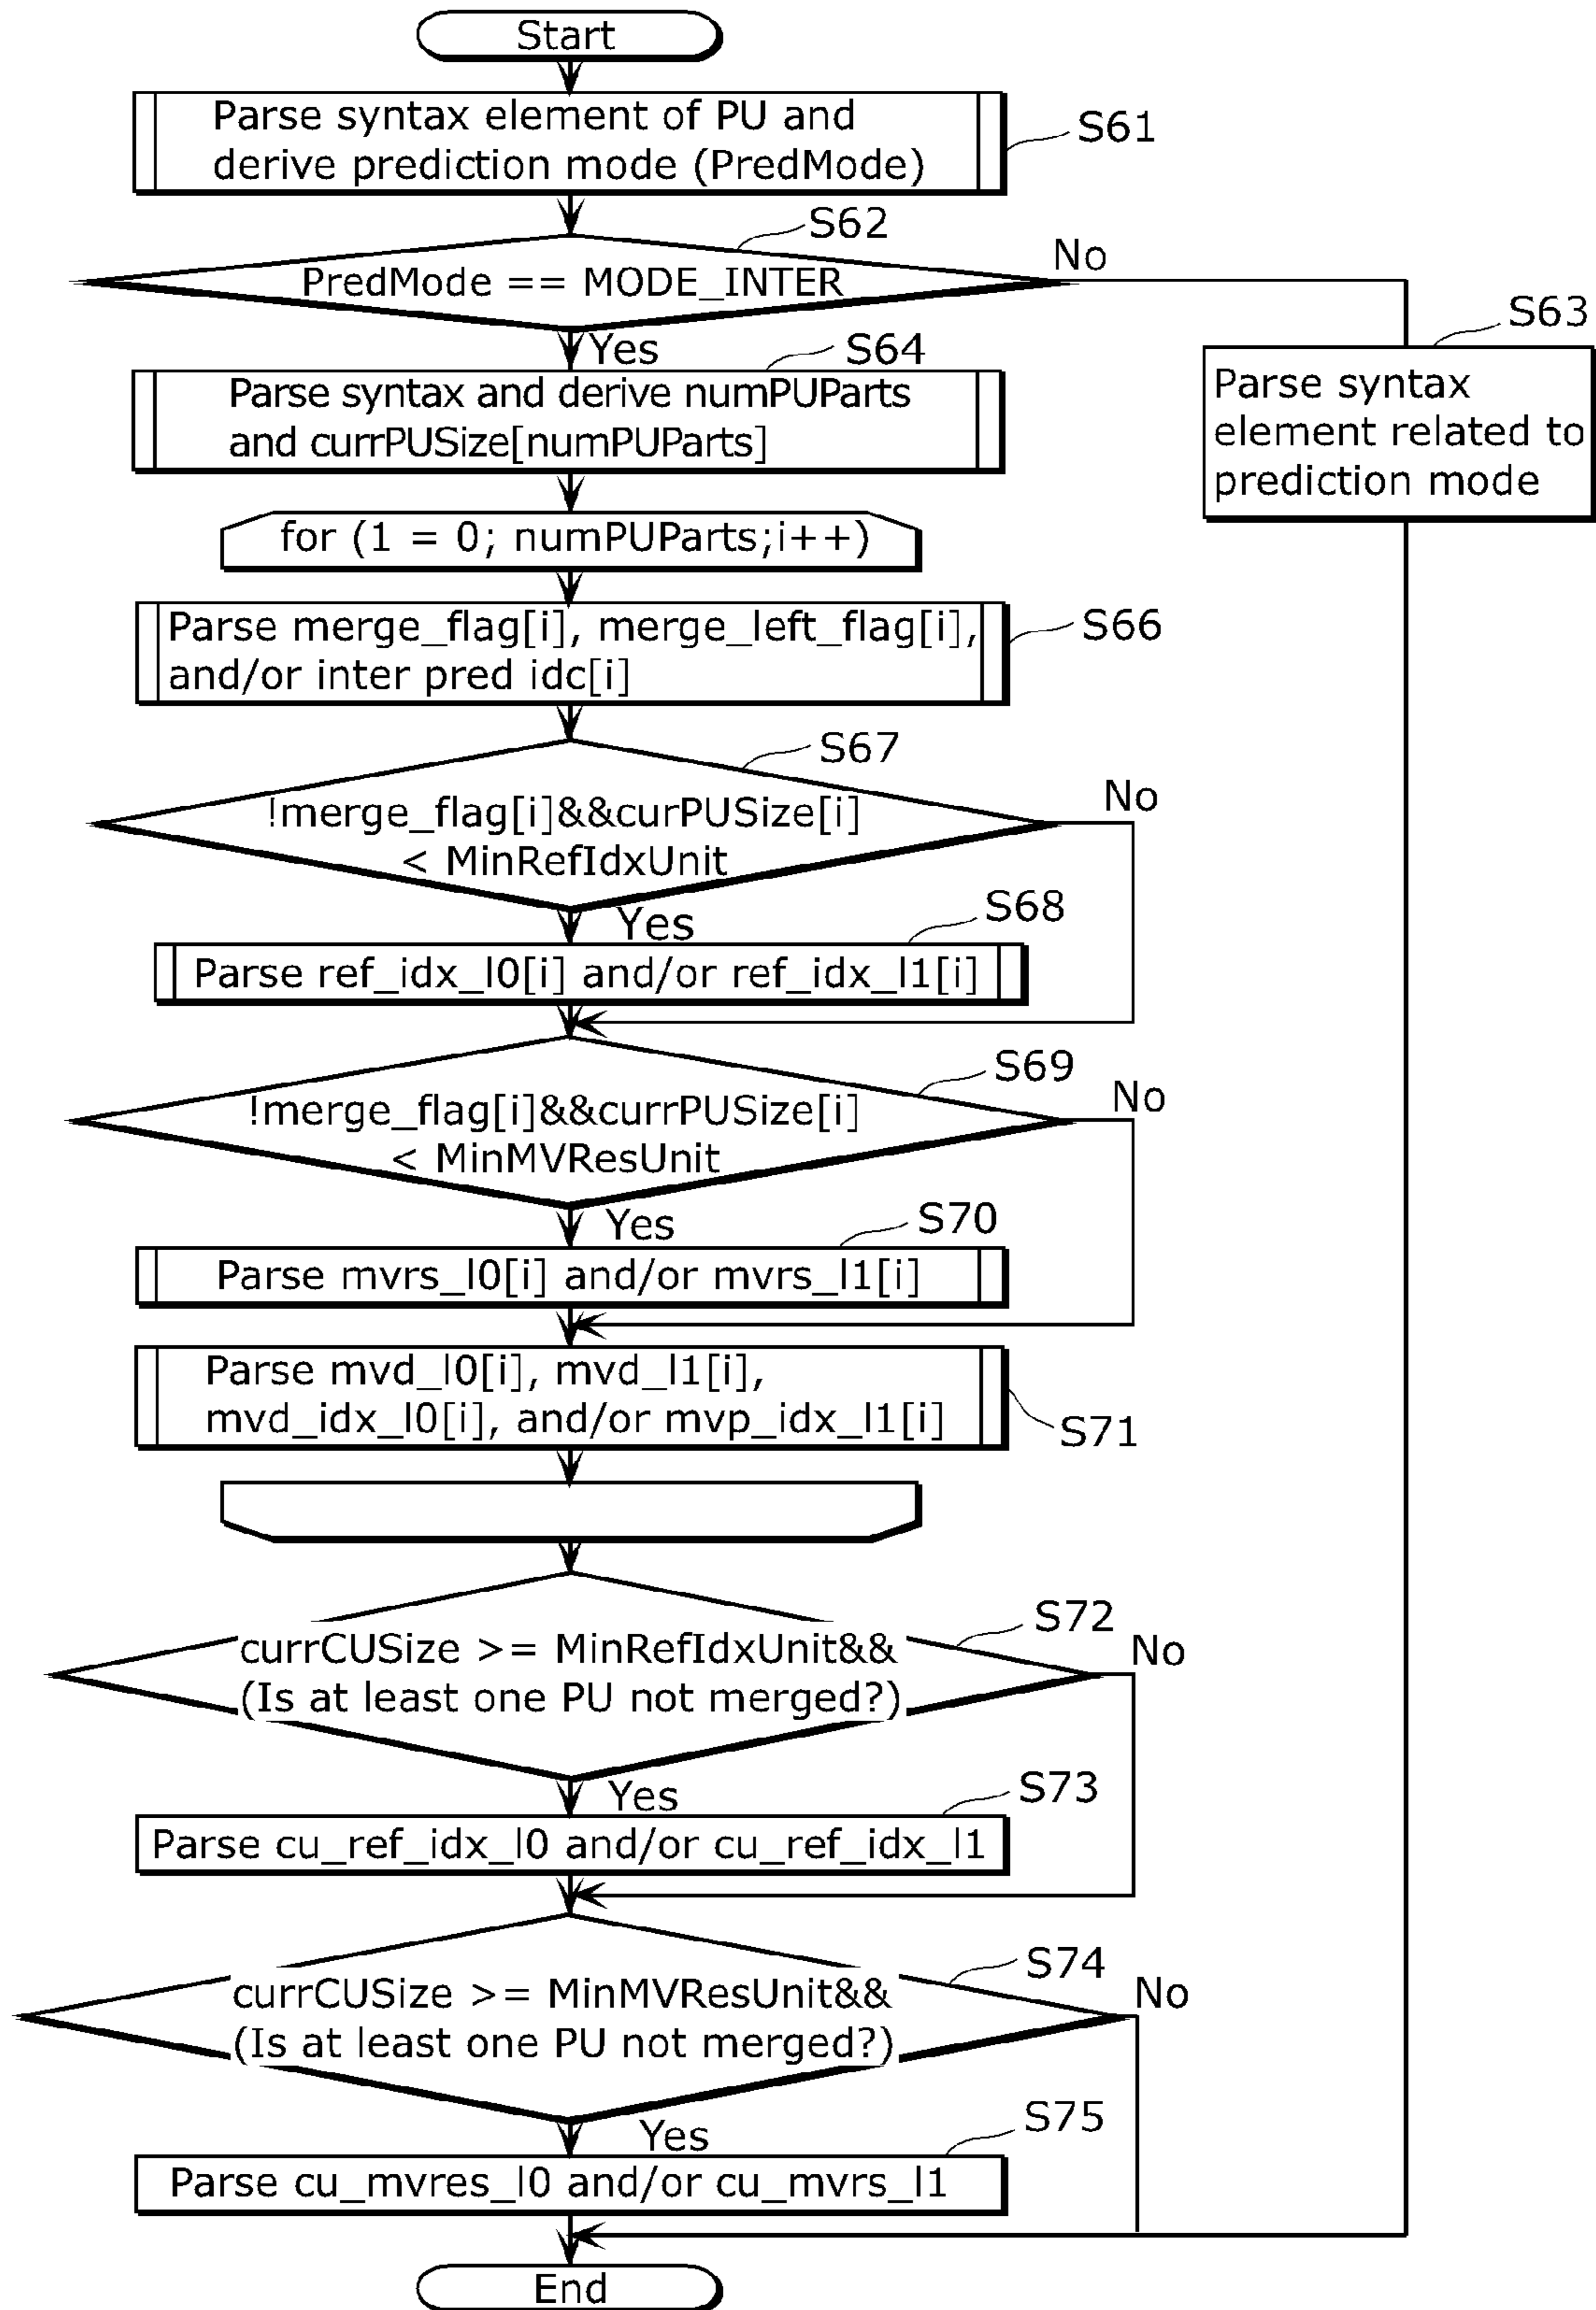 Start
Parse syntax element of PU and
derive prediction mode (PredMode)
S61
S62
PredMode == MODE_INTER
No
Yes
S63
Parse syntax
element related to
prediction mode
S64
Parse syntax and derive numPUParts
and currPUSize[numPUParts]
for (1 = 0; numPUParts;i++)
Parse merge_flag[i], merge_left_flag[i],
and/or inter pred idc[i]
S66
S67
!merge_flag[i]&&curPUSize[i]
< MinRefIdxUnit
No
Yes
S68
Parse ref_idx_l0[i] and/or ref_idx_l1[i]
S69
!merge_flag[i]&&currPUSize[i]
< MinMVResUnit
No
Yes
S70
Parse mvrs_l0[i] and/or mvrs_l1[i]
Parse mvd_l0[i], mvd_l1[i],
mvd_idx_l0[i], and/or mvp_idx_l1[i]
S71
S72
currCUSize >= MinRefIdxUnit&&
(Is at least one PU not merged?)
No
Yes
S73
Parse cu_ref_idx_l0 and/or cu_ref_idx_l1
S74
currCUSize >= MinMVResUnit&&
(Is at least one PU not merged?)
No
Yes
S75
Parse cu_mvres_l0 and/or cu_mvrs_l1
End